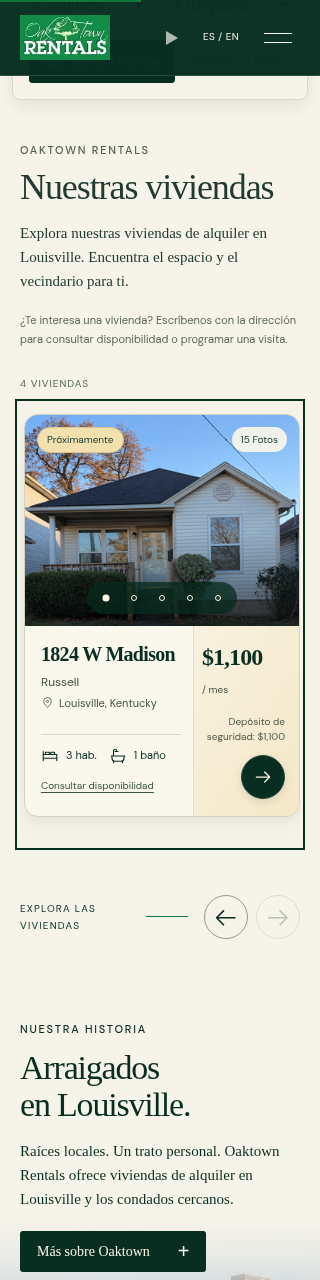 Oak Town
RENTALS
ES / EN
OAKTOWN RENTALS
Nuestras viviendas
Explora nuestras viviendas de alquiler en
Louisville. Encuentra el espacio y el
vecindario para ti.
¿Te interesa una vivienda? Escríbenos con la dirección
para consultar disponibilidad o programar una visita.
4 VIVIENDAS
Próximamente
15 Fotos
1824 W Madison
Russell
Louisville, Kentucky
3 hab.
1 baño
Consultar disponibilidad
$1,100
/ mes
Depósito de
seguridad: $1,100
EXPLORA LAS
VIVIENDAS
NUESTRA HISTORIA
Arraigados
en Louisville.
Raíces locales. Un trato personal. Oaktown
Rentals ofrece viviendas de alquiler en
Louisville y los condados cercanos.
Más sobre Oaktown +